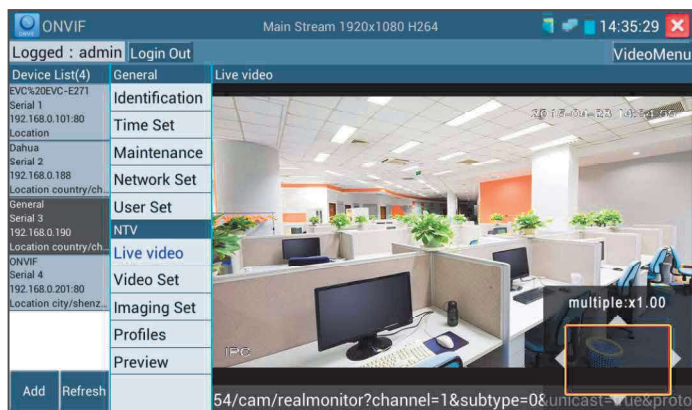 ONVIF
ONVIF
Main Stream 1920x1080 H264
14:35:29
Logged : admin
Login Out
VideoMenu
Device List(4)
General
Live video
EVC%20EVC-E271
Serial 1
192.168.0.101:80
Location
Dahua
Serial 2
192.168.0.188
Location country/ch...
General
Serial 3
192.168.0.190
Location country/ch...
ONVIF
Serial 4
192.168.0.201:80
Location city/shenz...
Add
Refresh
Identification
Time Set
Maintenance
Network Set
User Set
NTV
Live video
Video Set
Imaging Set
Profiles
Preview
IPC
multiple:x1.00
54/cam/realmonitor?channel=1&subtype=0&unicast=true&proto